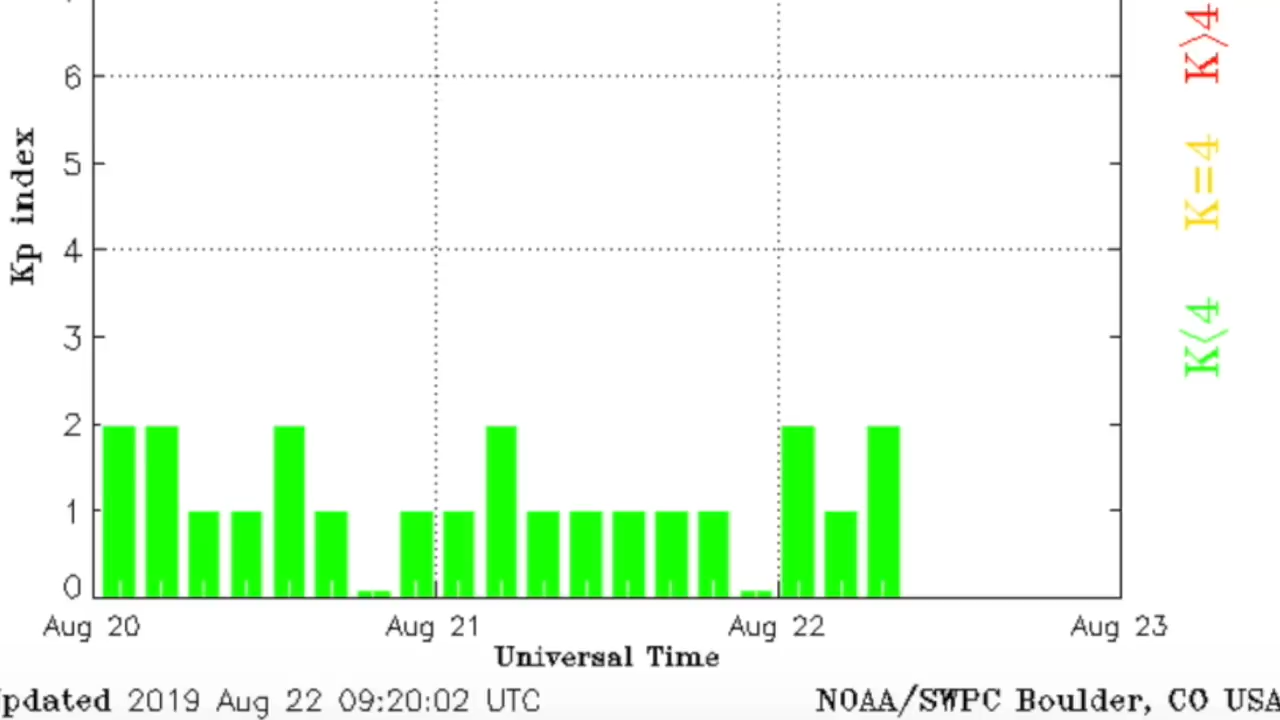 6
5
4
3
2
1
0
Kp index
Aug 20 Aug 21 Aug 22 Aug 23
Universal Time
pdated 2019 Aug 22 09:20:02 UTC
NOAA/SWPC Boulder, CO USA
K>4
K=4
K<4